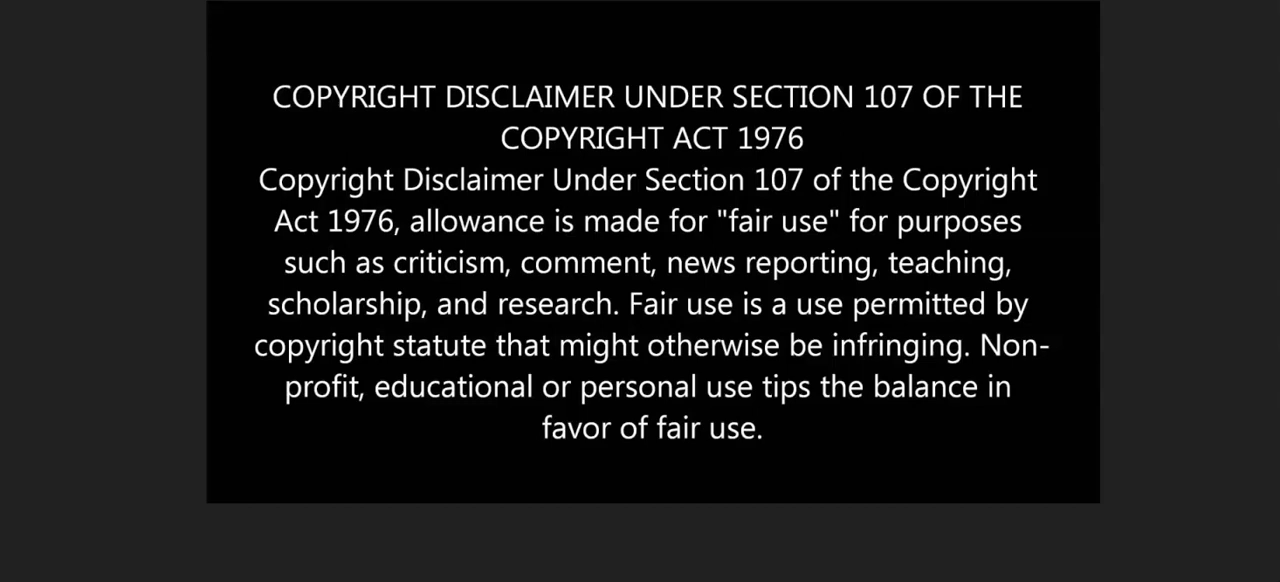 COPYRIGHT DISCLAIMER UNDER SECTION 107 OF THE
COPYRIGHT ACT 1976
Copyright Disclaimer Under Section 107 of the Copyright
Act 1976, allowance is made for "fair use" for purposes
such as criticism, comment, news reporting, teaching,
scholarship, and research. Fair use is a use permitted by
copyright statute that might otherwise be infringing. Non-
profit, educational or personal use tips the balance in
favor of fair use.